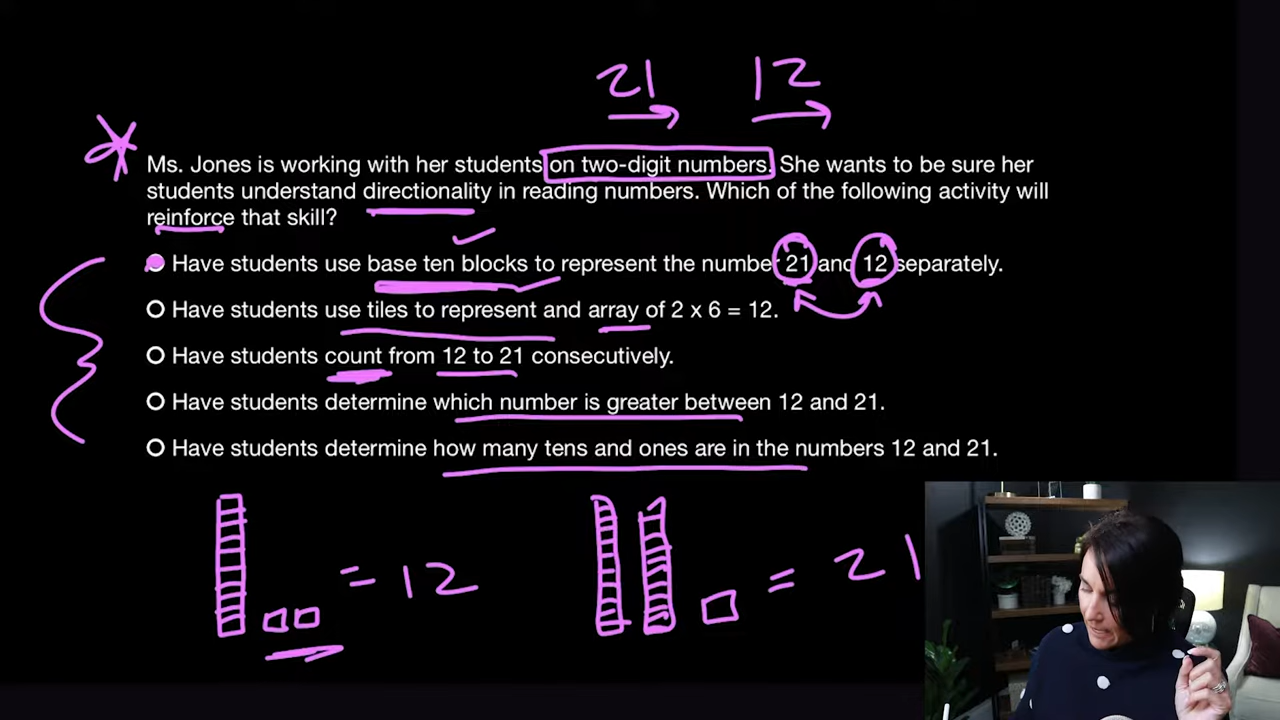 21 12
Ms. Jones is working with her students on two-digit numbers. She wants to be sure her
students understand directionality in reading numbers. Which of the following activity will
reinforce that skill?
Have students use base ten blocks to represent the number 21 and 12 separately.
Have students use tiles to represent and array of 2 x 6 = 12.
Have students count from 12 to 21 consecutively.
Have students determine which number is greater between 12 and 21.
Have students determine how many tens and ones are in the numbers 12 and 21.
= 12 = 21